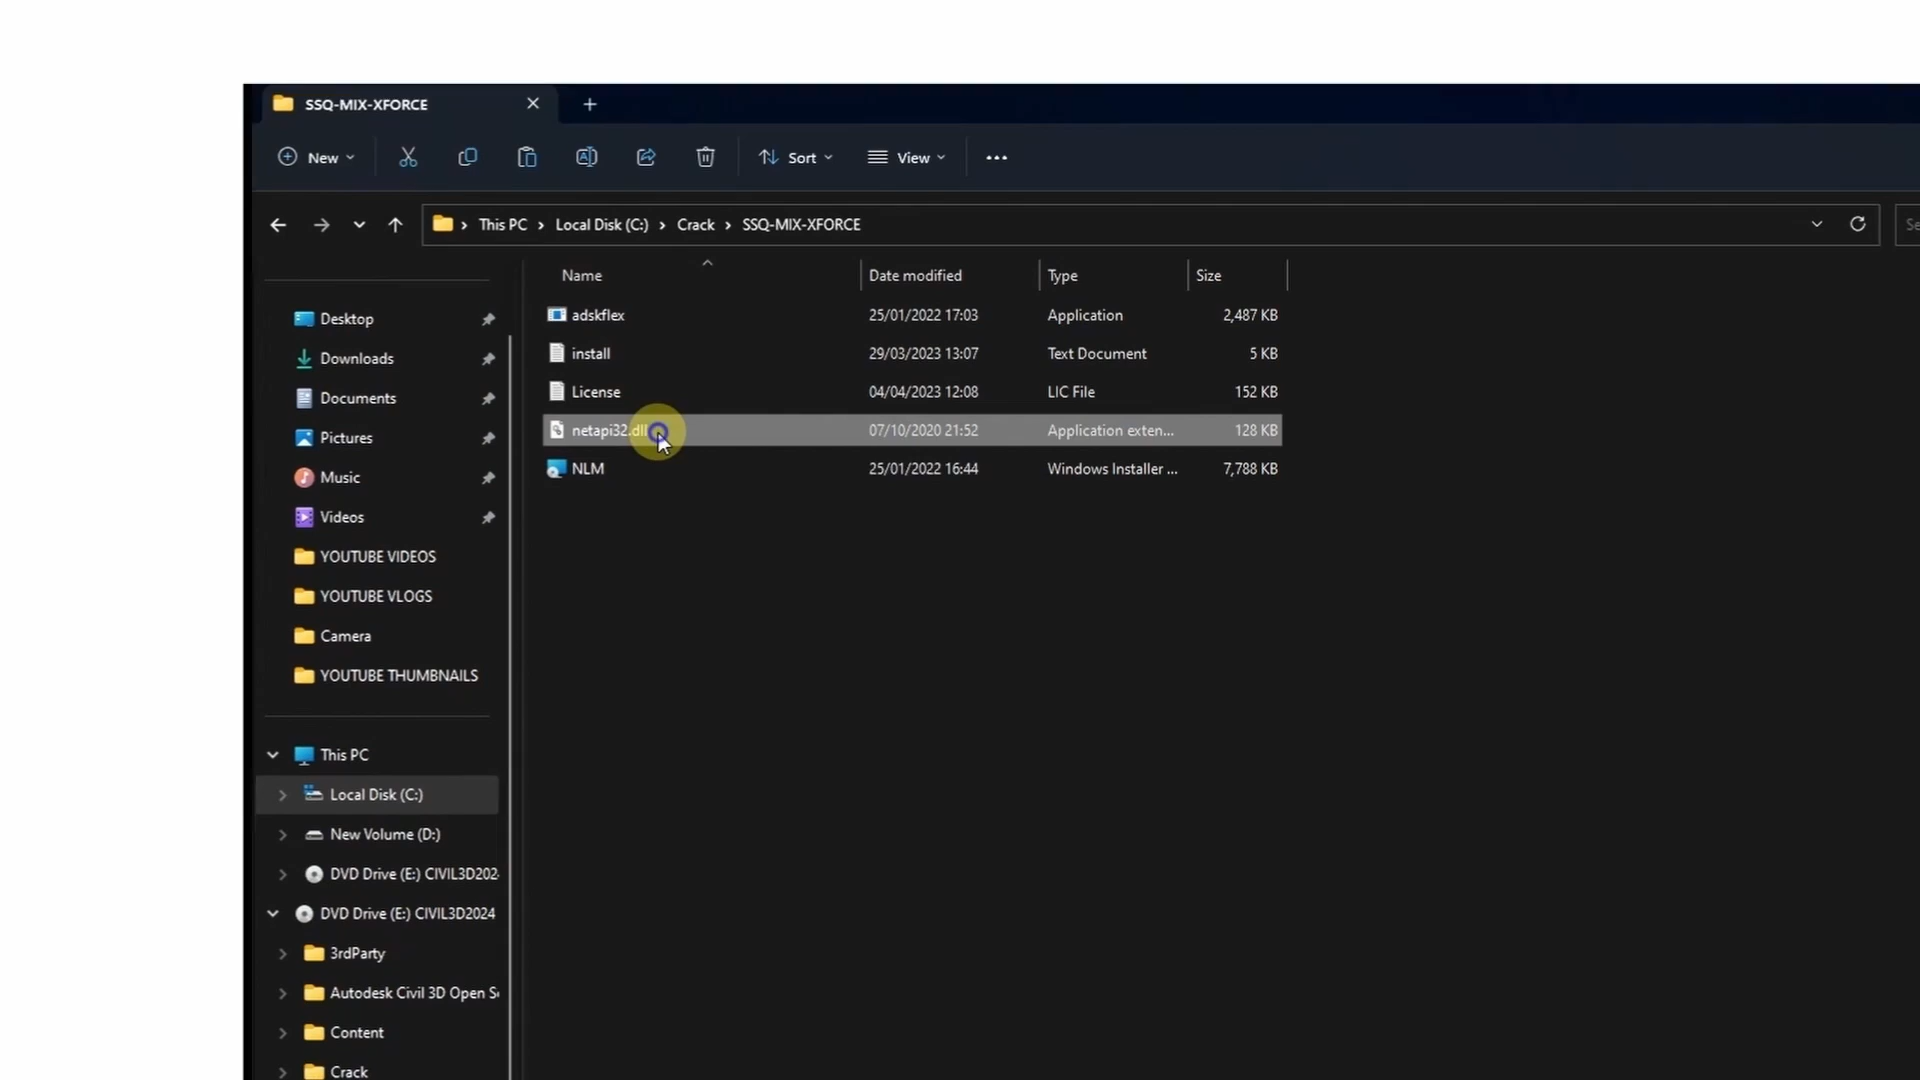 SSQ-MIX-XFORCE
New
Sort
View
This PC > Local Disk (C:) > Crack > SSQ-MIX-XFORCE
Se
Name Date modified Type Size
adskflex 25/01/2022 17:03 Application 2,487 KB
install 29/03/2023 13:07 Text Document 5 KB
License 04/04/2023 12:08 LIC File 152 KB
netapi32.dll 07/10/2020 21:52 Application exten... 128 KB
NLM 25/01/2022 16:44 Windows Installer ... 7,788 KB
Desktop
Downloads
Documents
Pictures
Music
Videos
YOUTUBE VIDEOS
YOUTUBE VLOGS
Camera
YOUTUBE THUMBNAILS
This PC
Local Disk (C:)
New Volume (D:)
DVD Drive (E:) CIVIL3D202
DVD Drive (E:) CIVIL3D2024
3rdParty
Autodesk Civil 3D Open S
Content
Crack